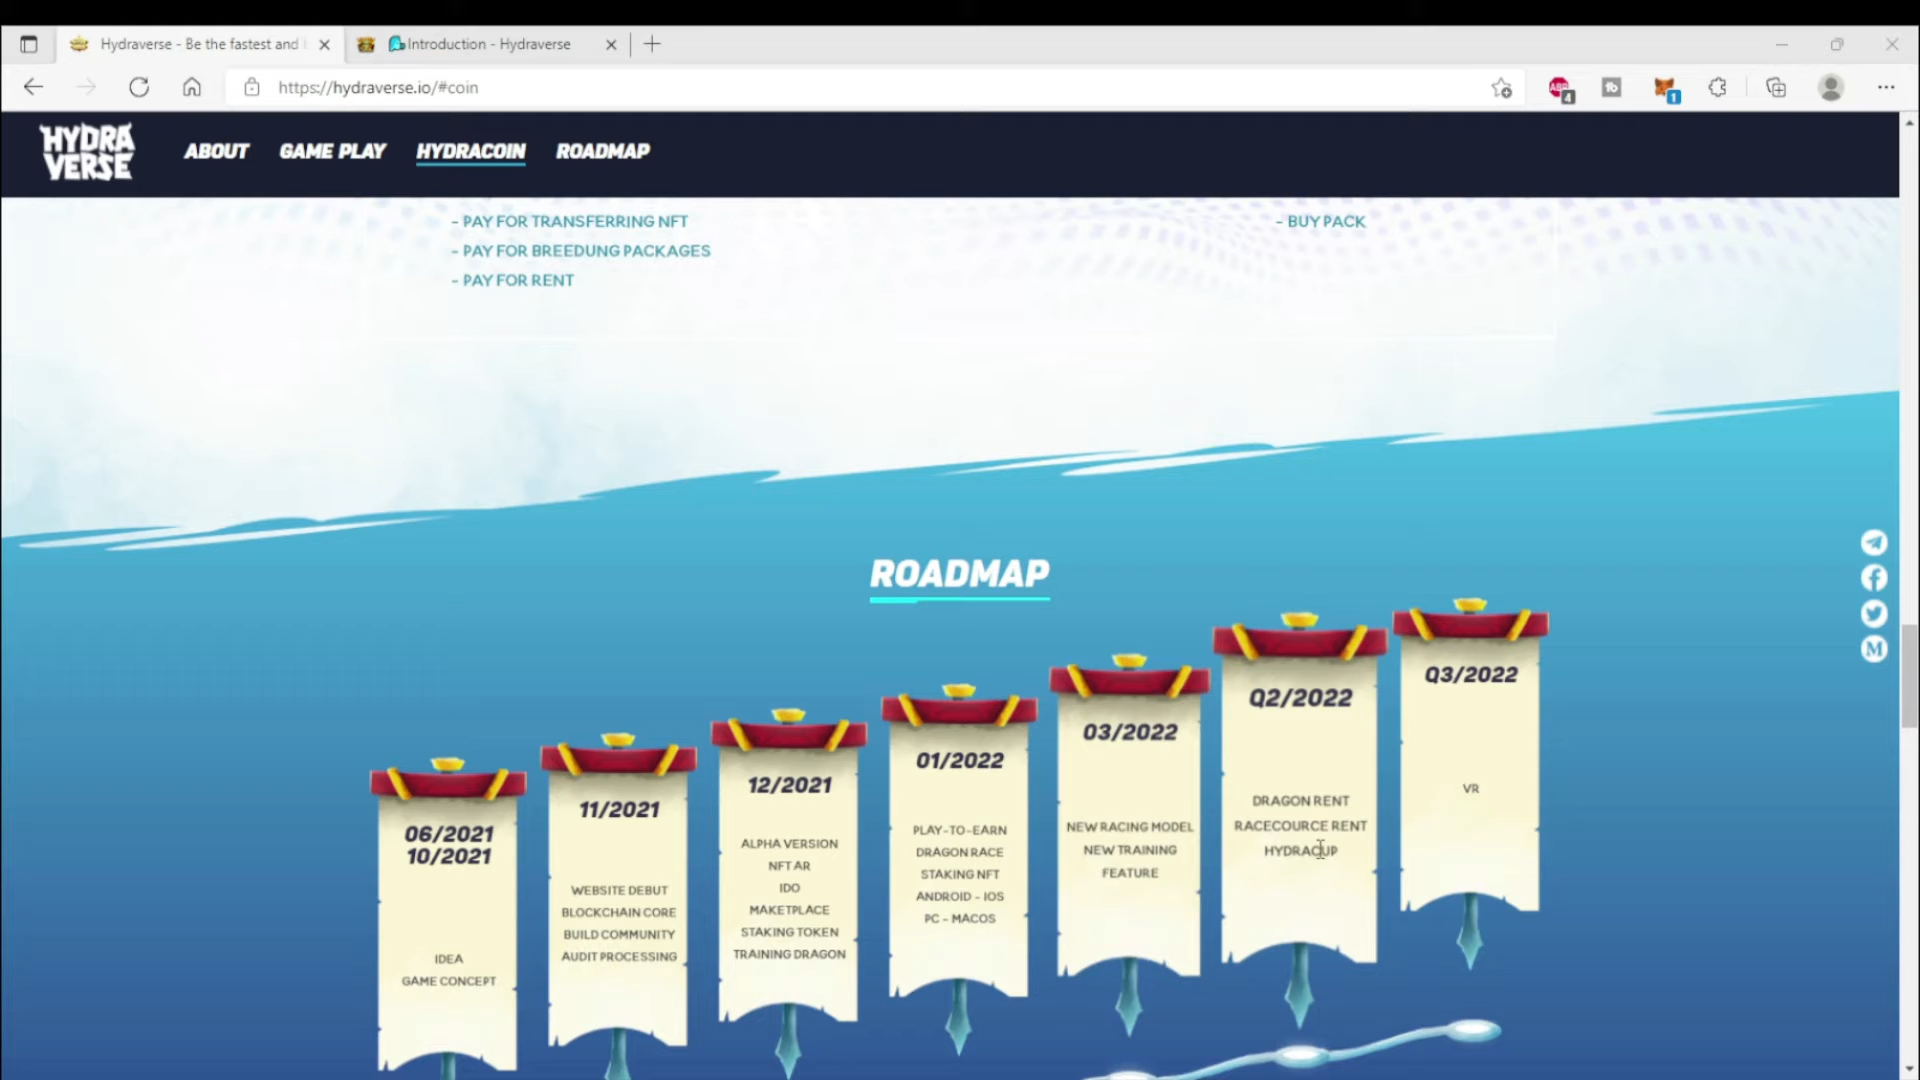 Hydraverse - Be the fastest and
Introduction - Hydraverse
https://hydraverse.io/#coin
ABP
4
tb
1
HYDRA
VERSE
ABOUT
GAME PLAY
HYDRACOIN
ROADMAP
- PAY FOR TRANSFERRING NFT
- PAY FOR BREEDUNG PACKAGES
- PAY FOR RENT
- BUY PACK
ROADMAP
06/2021
10/2021
IDEA
GAME CONCEPT
11/2021
WEBSITE DEBUT
BLOCKCHAIN CORE
BUILD COMMUNITY
AUDIT PROCESSING
12/2021
ALPHA VERSION
NFT AR
IDO
MAKETPLACE
STAKING TOKEN
TRAINING DRAGON
01/2022
PLAY-TO-EARN
DRAGON RACE
STAKING NFT
ANDROID - IOS
PC - MACOS
03/2022
NEW RACING MODEL
NEW TRAINING
FEATURE
Q2/2022
DRAGON RENT
RACECOURCE RENT
HYDRACUP
Q3/2022
VR
M